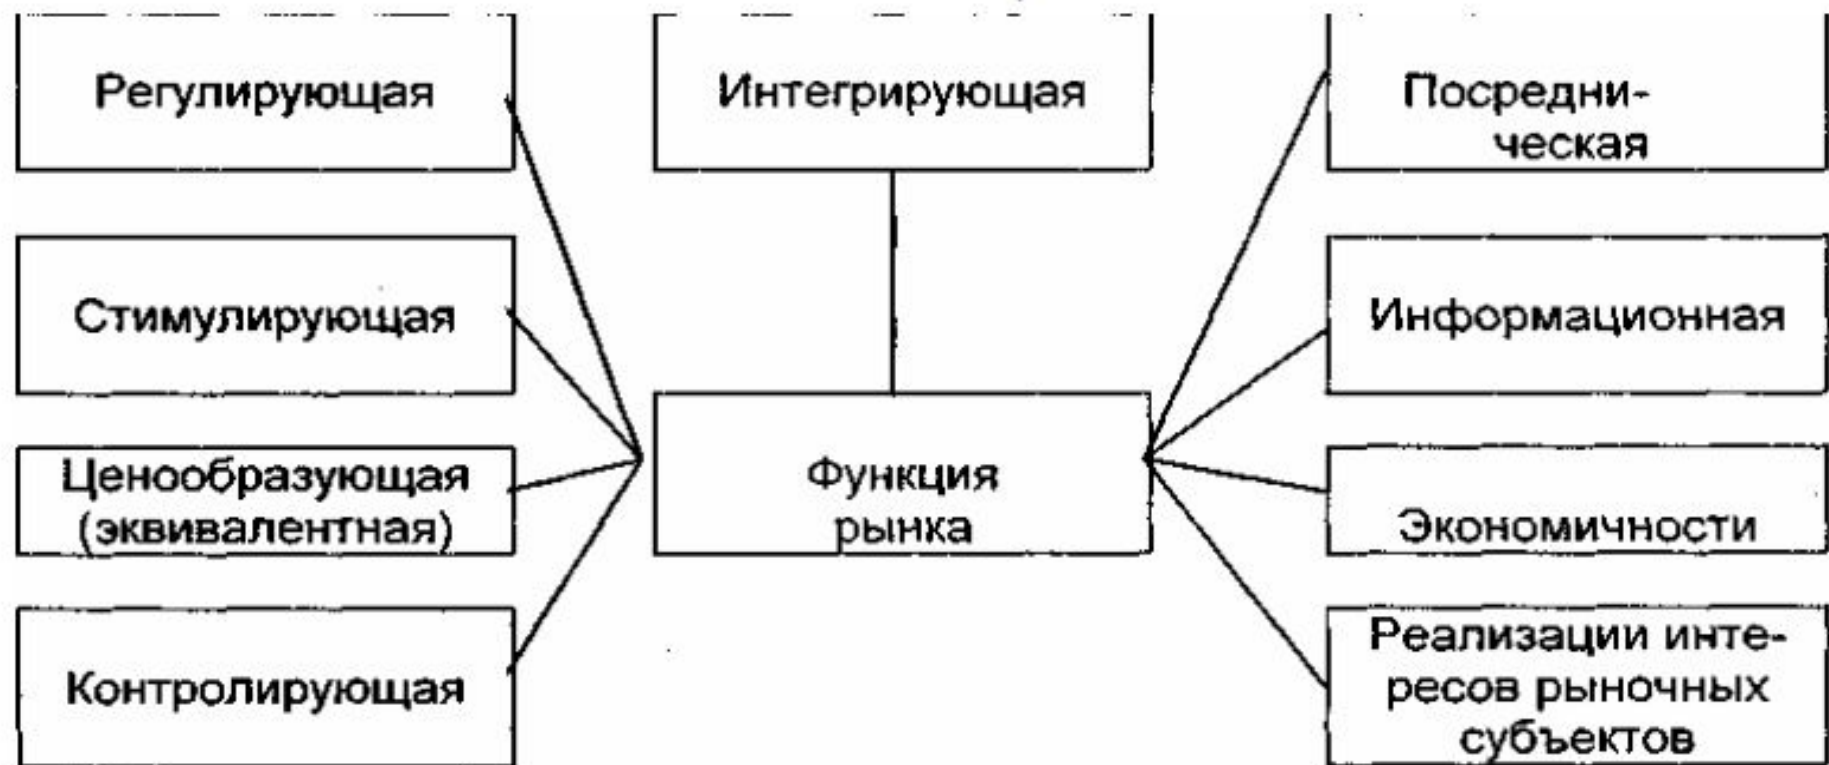 Регулирующая
Интегрирующая
Посредни-
ческая
Стимулирующая
Информационная
Ценообразующая
(эквивалентная)
Функция
рынка
Экономичности
Контролирующая
Реализации инте-
ресов рыночных
субъектов